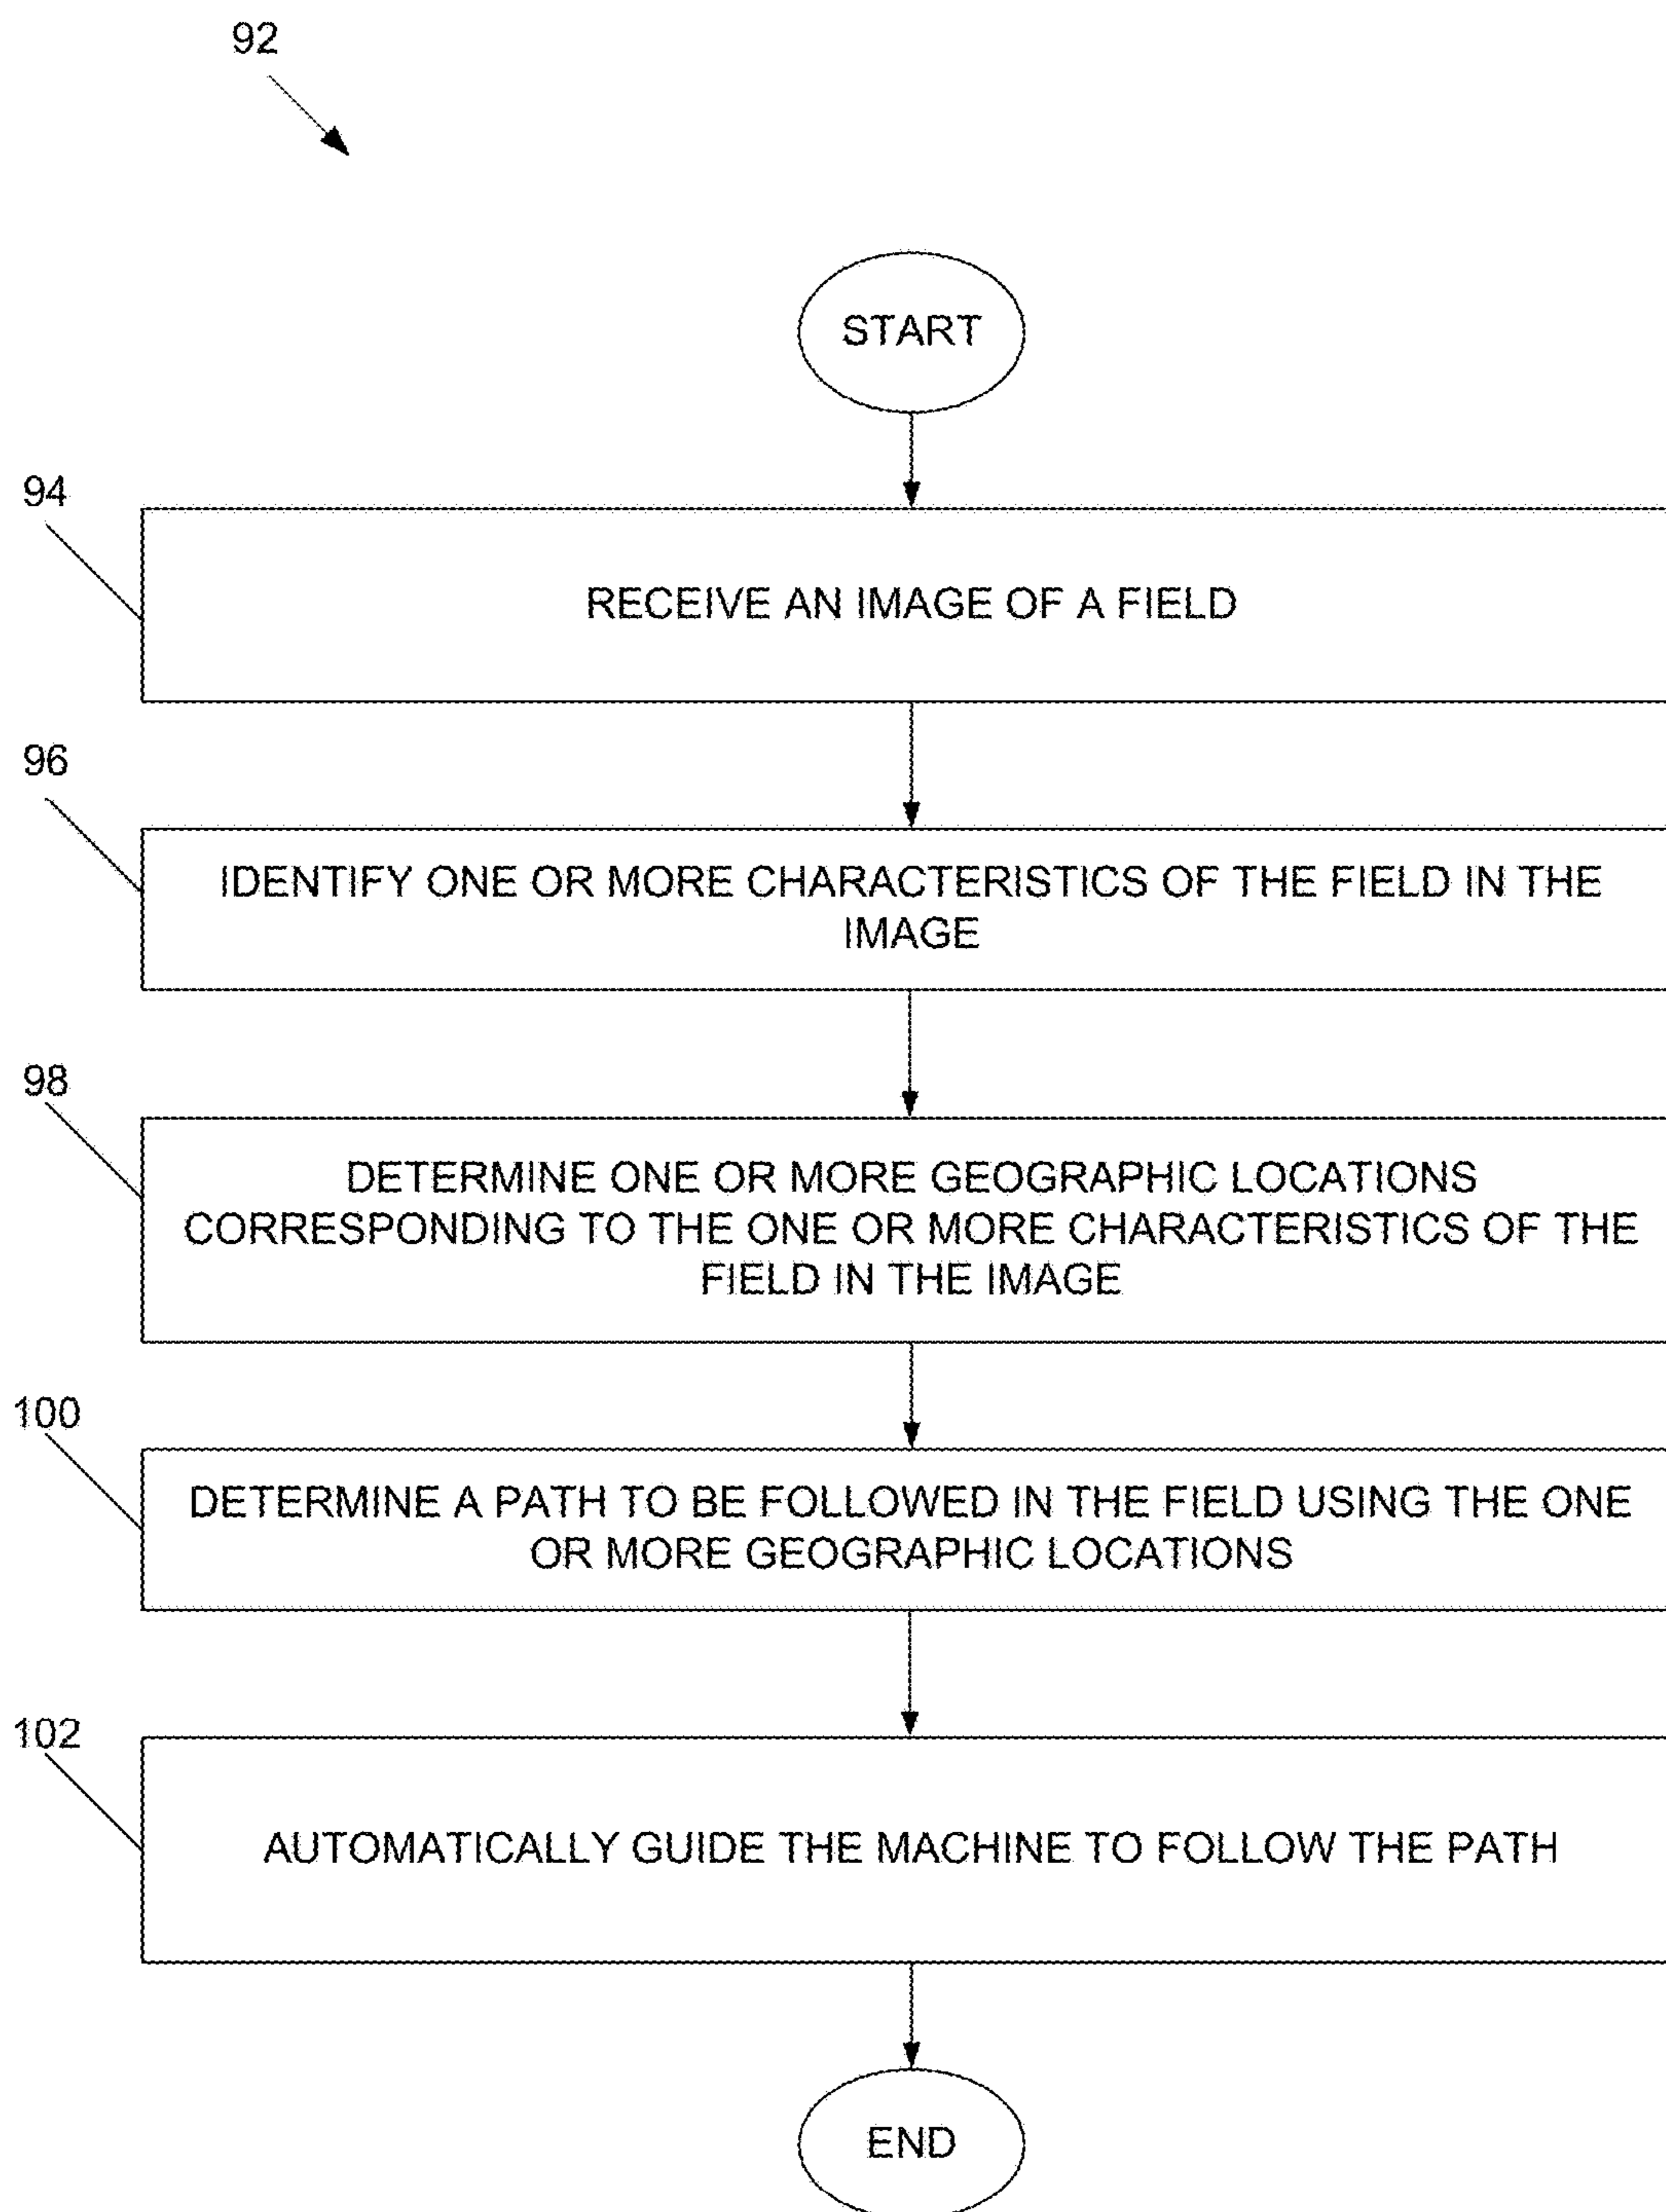 92
START
94
RECEIVE AN IMAGE OF A FIELD
96
IDENTIFY ONE OR MORE CHARACTERISTICS OF THE FIELD IN THE
IMAGE
98
DETERMINE ONE OR MORE GEOGRAPHIC LOCATIONS
CORRESPONDING TO THE ONE OR MORE CHARACTERISTICS OF THE
FIELD IN THE IMAGE
100
DETERMINE A PATH TO BE FOLLOWED IN THE FIELD USING THE ONE
OR MORE GEOGRAPHIC LOCATIONS
102
AUTOMATICALLY GUIDE THE MACHINE TO FOLLOW THE PATH
END